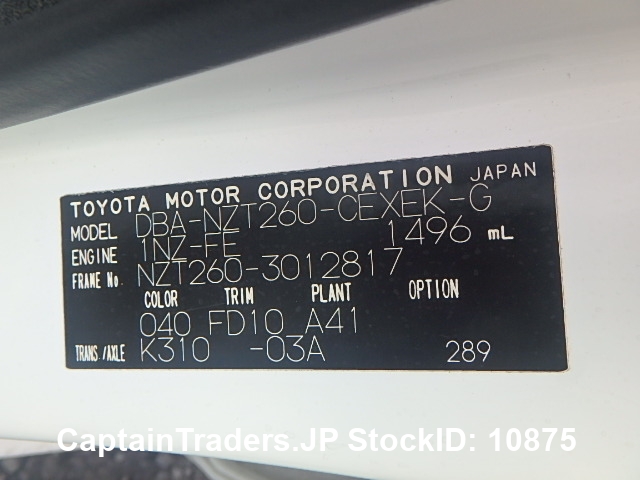 TOYOTA MOTOR CORPORATION JAPAN
MODEL DBA-NZT260-CEXEK-G
ENGINE 1NZ-FE 1496 mL
FRAME No. NZT260-3012817
COLOR TRIM PLANT OPTION
040 FD10 A41
TRANS./AXLE K310 -03A 289
CaptainTraders.JP StockID: 10875